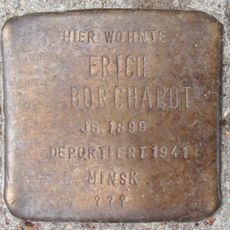 HIER WOHNTE
ERICH
BORCHARDT
JG. 1899
DEPORTIERT 1941
MINSK
???